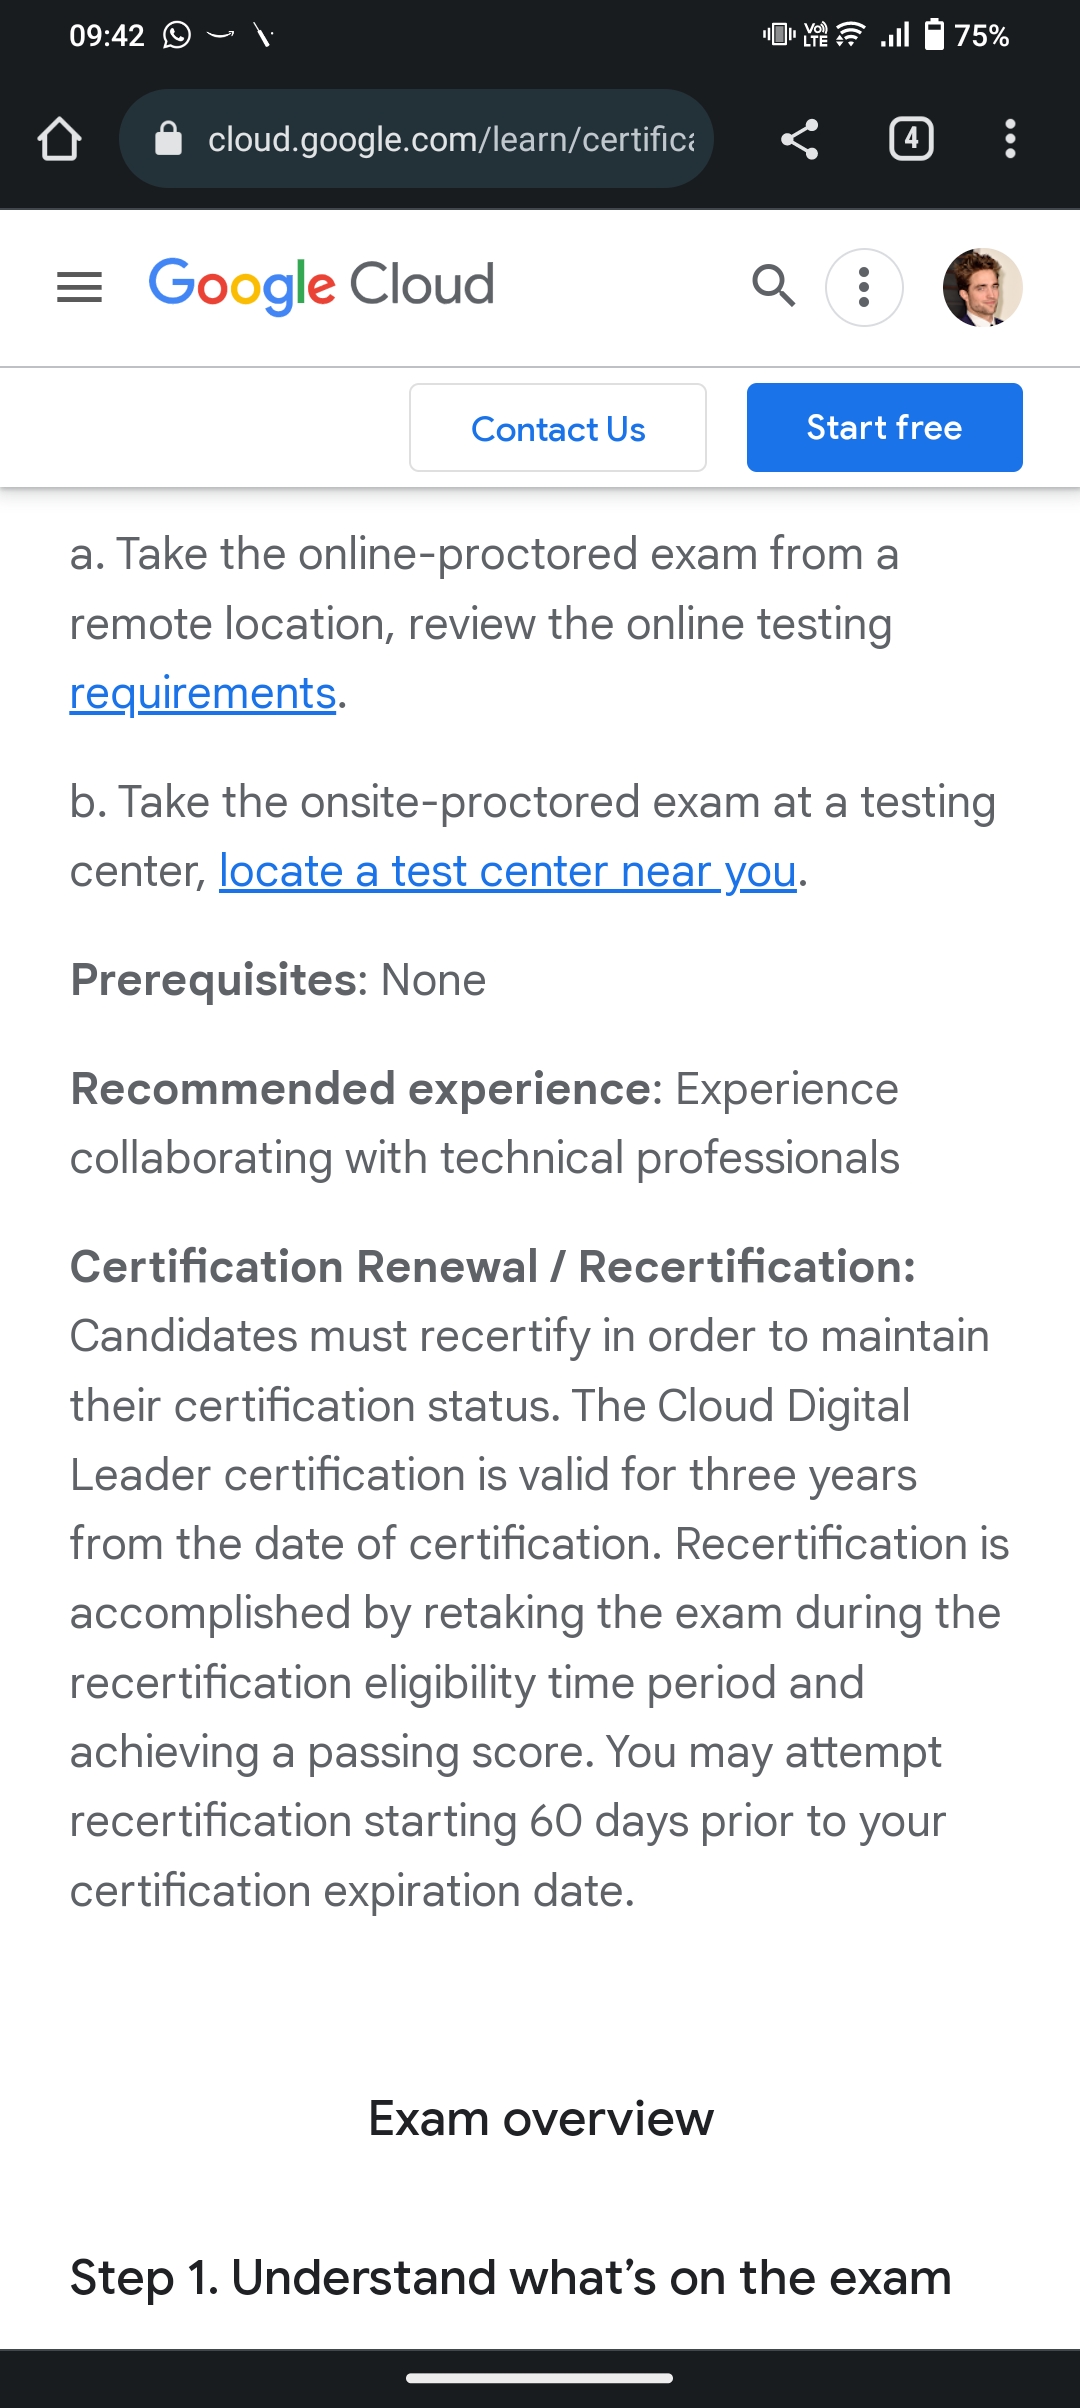 09:42 Vo)) LTE 75%
cloud.google.com/learn/certific 4
Google Cloud
Contact Us Start free
a. Take the online-proctored exam from a
remote location, review the online testing
requirements.
b. Take the onsite-proctored exam at a testing
center, locate a test center near you.
Prerequisites: None
Recommended experience: Experience
collaborating with technical professionals
Certification Renewal / Recertification:
Candidates must recertify in order to maintain
their certification status. The Cloud Digital
Leader certification is valid for three years
from the date of certification. Recertification is
accomplished by retaking the exam during the
recertification eligibility time period and
achieving a passing score. You may attempt
recertification starting 60 days prior to your
certification expiration date.
Exam overview
Step 1. Understand what’s on the exam